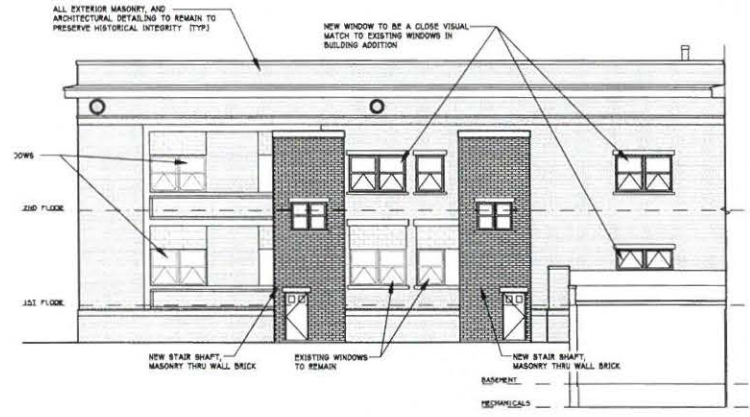 ALL EXTERIOR MASONRY, AND
ARCHITECTURAL DETAILING TO REMAIN TO
PRESERVE HISTORICAL INTEGRITY (TYP)
NEW WINDOW TO BE A CLOSE VISUAL
MATCH TO EXISTING WINDOWS IN
BUILDING ADDITION
OWS
2ND FLOOR
1ST FLOOR
NEW STAIR SHAFT,
MASONRY THRU WALL BRICK
EXISTING WINDOWS
TO REMAIN
NEW STAIR SHAFT,
MASONRY THRU WALL BRICK
BASEMENT
MECHANICALS